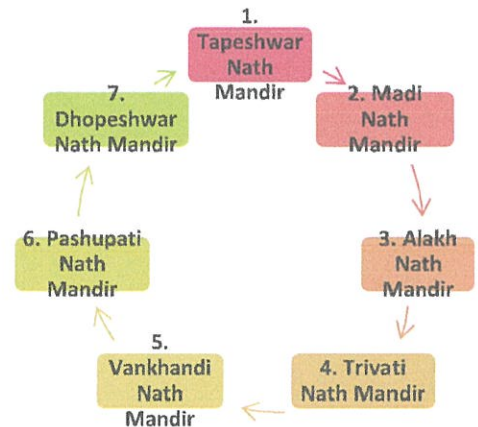 1.
Tapeshwar
Nath
Mandir
2. Madi
Nath
Mandir
3. Alakh
Nath
Mandir
4. Trivati
Nath Mandir
5.
Vankhandi
Nath
Mandir
6. Pashupati
Nath
Mandir
7.
Dhopeshwar
Nath Mandir